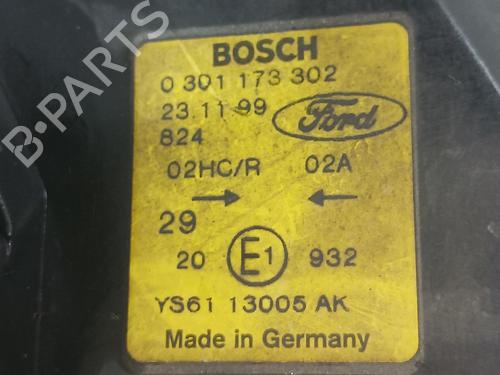 B-Parts
BOSCH
0 301 173 302
23.11 99
Ford
824
02HC/R 02A
29
20 E1 932
YS61 13005 AK
Made in Germany